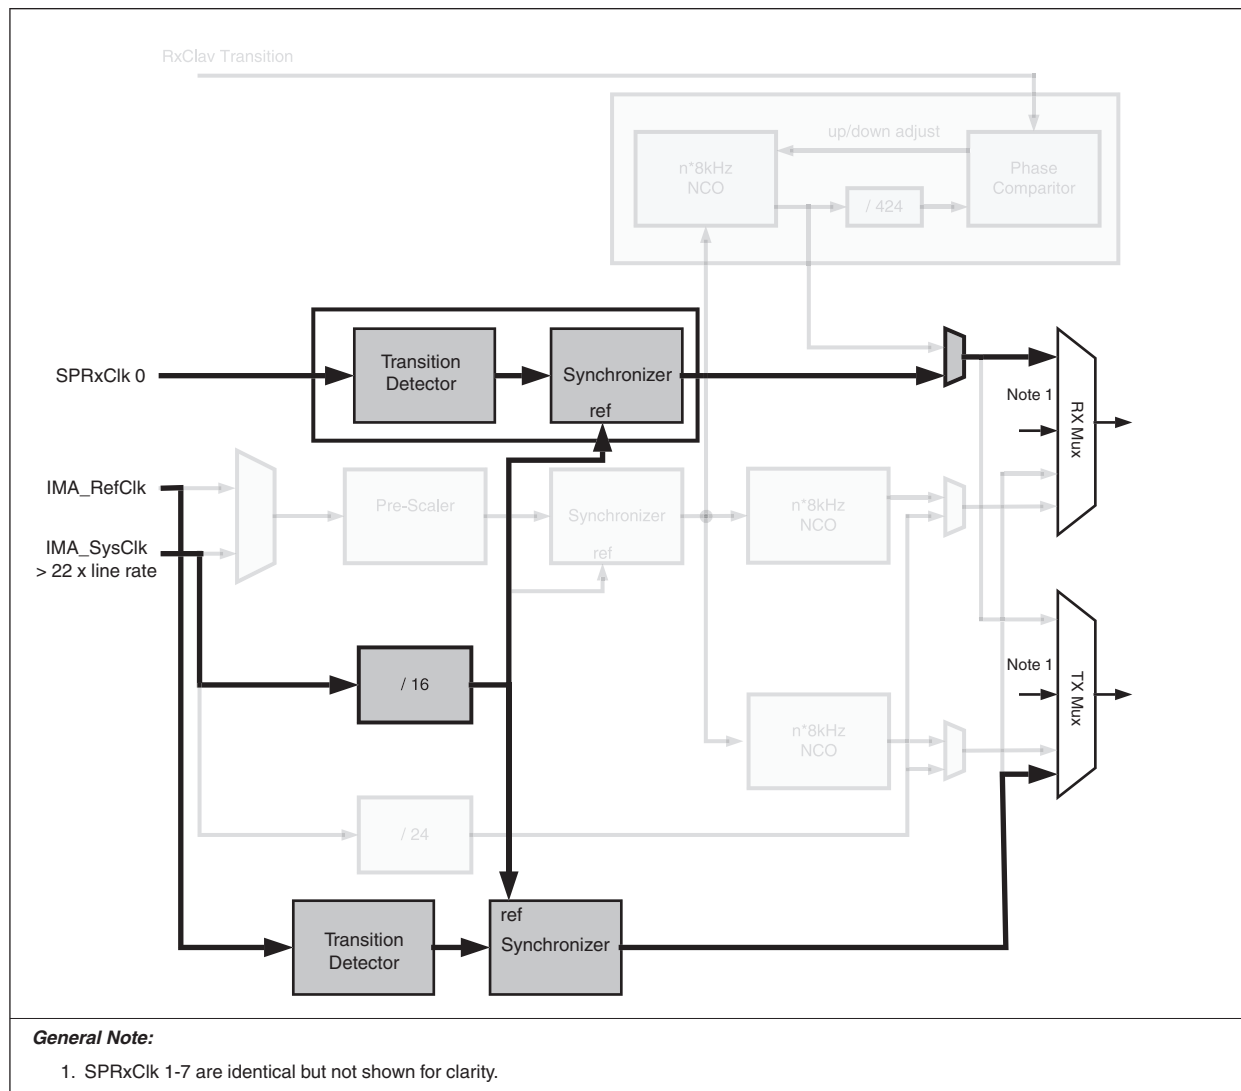 RxClav Transition
up/down adjust
n*8kHz
NCO
/ 424
Phase
Comparitor
SPRxClk 0
Transition
Detector
Synchronizer
ref
Note 1
RX Mux
IMA_RefClk
IMA_SysClk
> 22 x line rate
Pre-Scaler
Synchronizer
ref
n*8kHz
NCO
/ 16
Note 1
TX Mux
n*8kHz
NCO
/ 24
Transition
Detector
ref
Synchronizer
General Note:
1. SPRxClk 1-7 are identical but not shown for clarity.